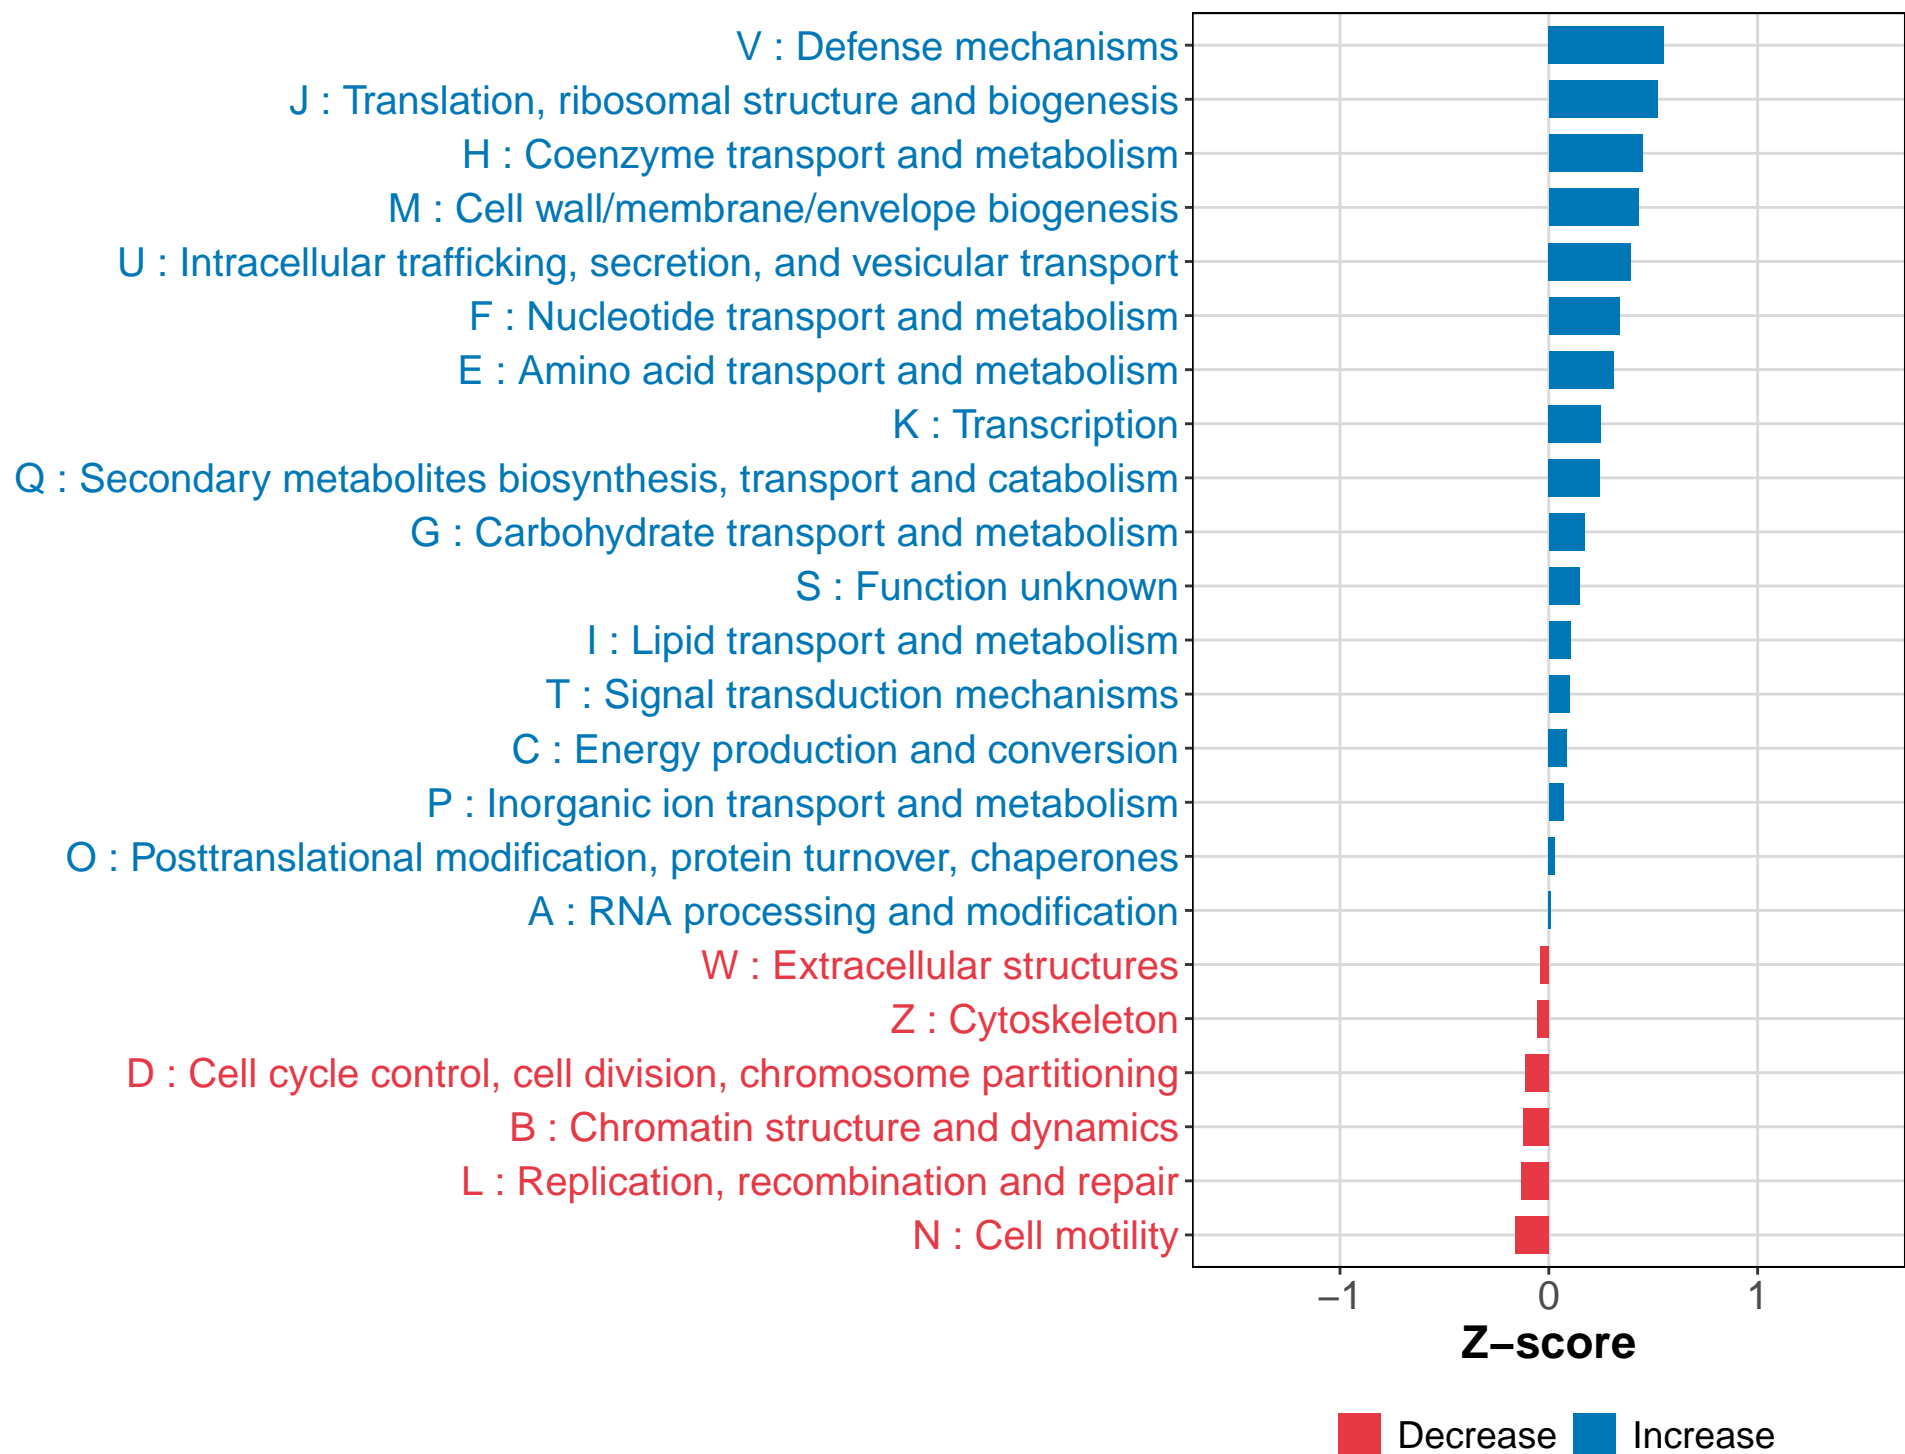 V : Defense mechanisms
J : Translation, ribosomal structure and biogenesis
H : Coenzyme transport and metabolism
M : Cell wall/membrane/envelope biogenesis
U : Intracellular trafficking, secretion, and vesicular transport
F : Nucleotide transport and metabolism
E : Amino acid transport and metabolism
K : Transcription
Q : Secondary metabolites biosynthesis, transport and catabolism
G : Carbohydrate transport and metabolism
S : Function unknown
I : Lipid transport and metabolism
T : Signal transduction mechanisms
C : Energy production and conversion
P : Inorganic ion transport and metabolism
O : Posttranslational modification, protein turnover, chaperones
A : RNA processing and modification
W : Extracellular structures
Z : Cytoskeleton
D : Cell cycle control, cell division, chromosome partitioning
B : Chromatin structure and dynamics
L : Replication, recombination and repair
N : Cell motility
−1 0 1
Z−score
Decrease Increase